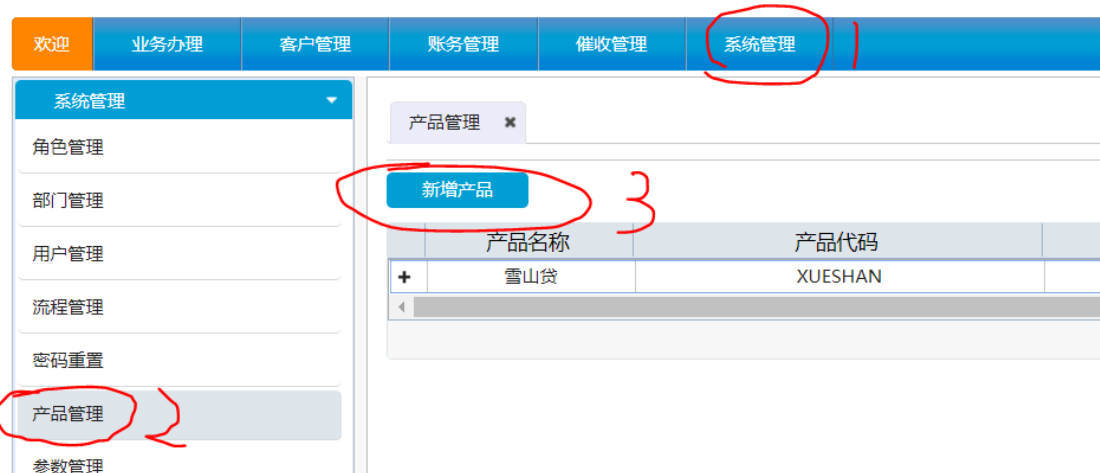 欢迎 业务办理 客户管理 账务管理 催收管理 系统管理 1
系统管理
角色管理
部门管理
用户管理
流程管理
密码重置
产品管理 2
参数管理
产品管理 ✖
新增产品 3
产品名称 产品代码
+ 雪山贷 XUESHAN